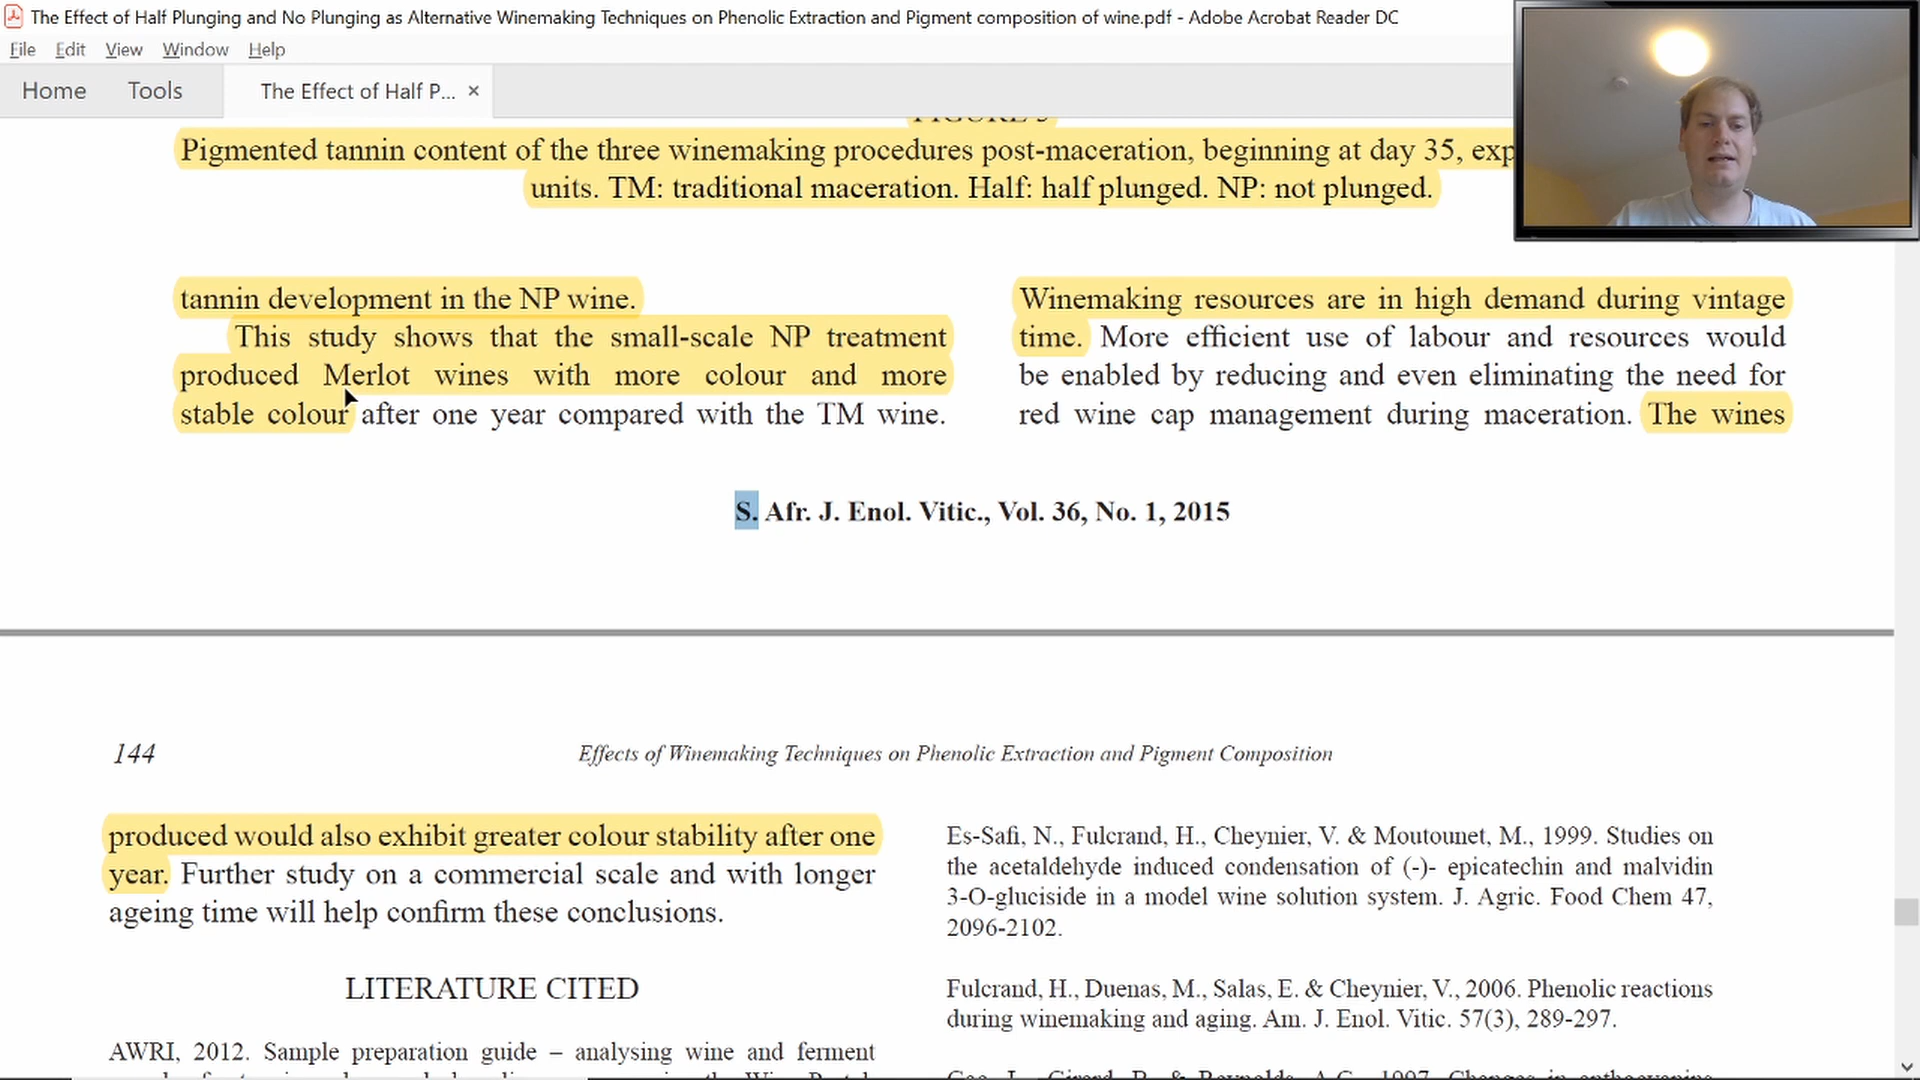 The Effect of Half Plunging and No Plunging as Alternative Winemaking Techniques on Phenolic Extraction and Pigment composition of wine.pdf - Adobe Acrobat Reader DC
File Edit View Window Help
Home Tools The Effect of Half P... ×
Pigmented tannin content of the three winemaking procedures post-maceration, beginning at day 35, exp
units. TM: traditional maceration. Half: half plunged. NP: not plunged.
tannin development in the NP wine.
This study shows that the small-scale NP treatment
produced Merlot wines with more colour and more
stable colour after one year compared with the TM wine.
Winemaking resources are in high demand during vintage
time. More efficient use of labour and resources would
be enabled by reducing and even eliminating the need for
red wine cap management during maceration. The wines
S. Afr. J. Enol. Vitic., Vol. 36, No. 1, 2015
144
Effects of Winemaking Techniques on Phenolic Extraction and Pigment Composition
produced would also exhibit greater colour stability after one
year. Further study on a commercial scale and with longer
ageing time will help confirm these conclusions.
LITERATURE CITED
AWRI, 2012. Sample preparation guide – analysing wine and ferment
Es-Safi, N., Fulcrand, H., Cheynier, V. & Moutounet, M., 1999. Studies on
the acetaldehyde induced condensation of (-)- epicatechin and malvidin
3-O-gluciside in a model wine solution system. J. Agric. Food Chem 47,
2096-2102.
Fulcrand, H., Duenas, M., Salas, E. & Cheynier, V., 2006. Phenolic reactions
during winemaking and aging. Am. J. Enol. Vitic. 57(3), 289-297.